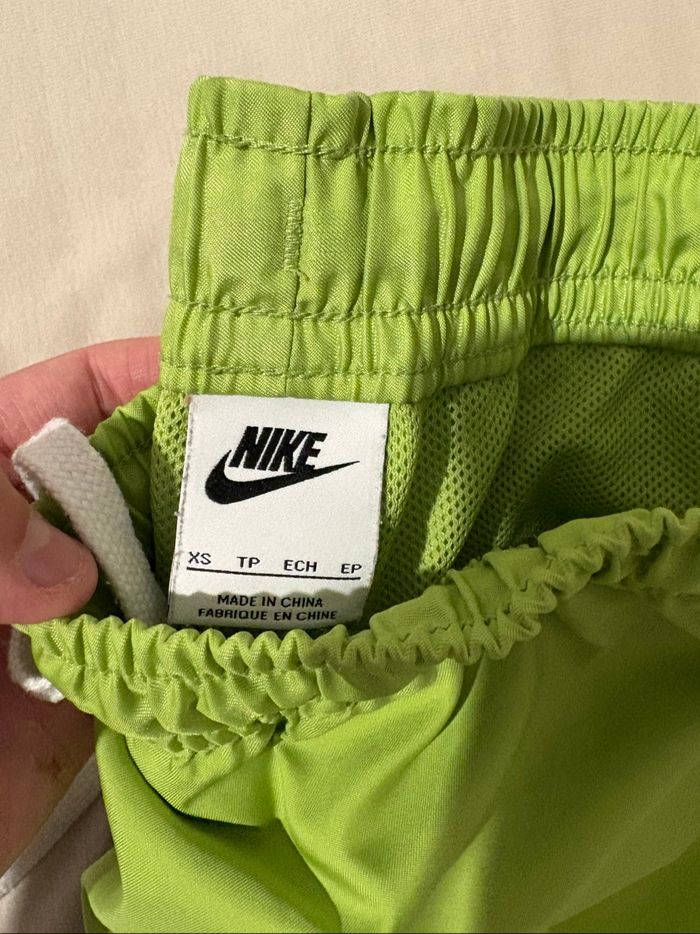 NIKE
XS TP ECH EP
MADE IN CHINA
FABRIQUE EN CHINE